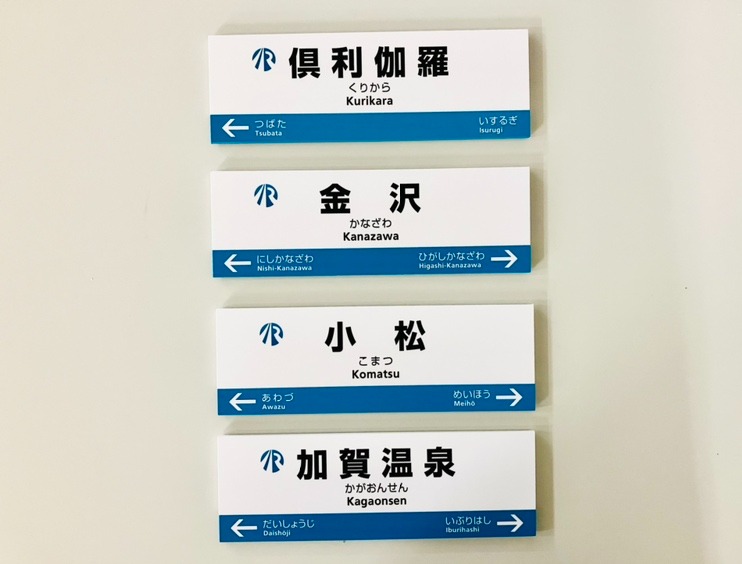 倶利伽羅
くりから
Kurikara
← つばた いするぎ
Tsubata Isurugi
金沢
かなざわ
Kanazawa
← にしかなざわ ひがしかなざわ →
Nishi-Kanazawa Higashi-Kanazawa
小松
こまつ
Komatsu
← あわづ めいほう →
Awazu Meihō
加賀温泉
かがおんせん
Kagaonsen
← だいしょうじ いぶりはし →
Daishōji Iburihashi